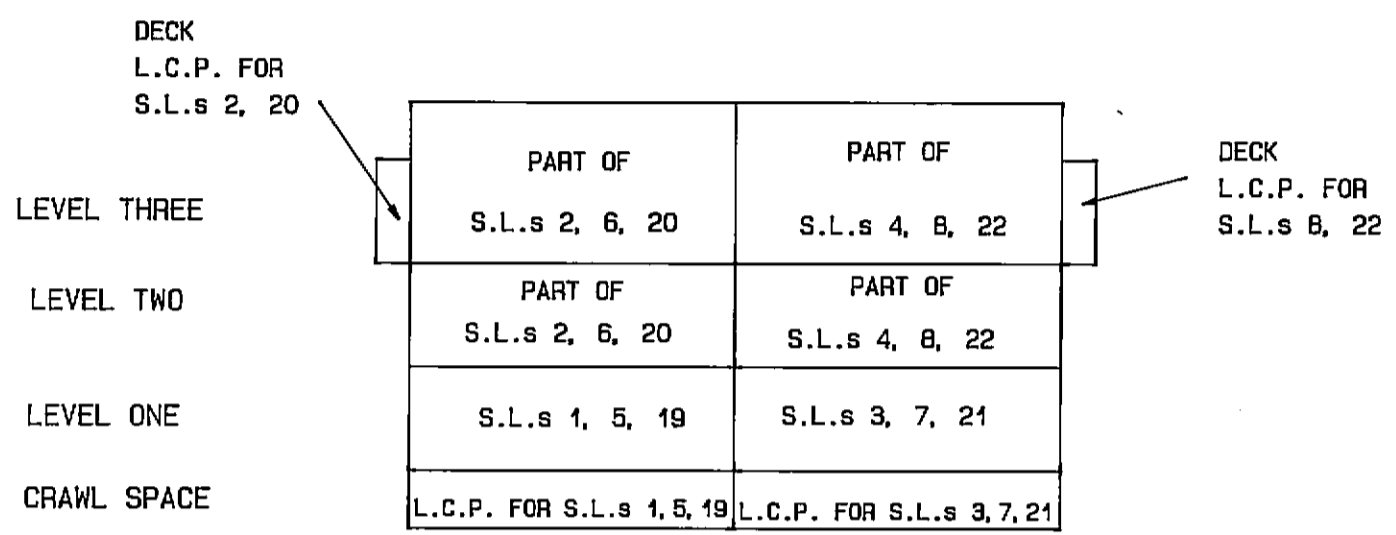 DECK
L.C.P. FOR
S.L.s 2, 20
PART OF
PART OF
DECK
L.C.P. FOR
S.L.s 8, 22
LEVEL THREE
S.L.s 2, 6, 20
S.L.s 4, 8, 22
LEVEL TWO
PART OF
PART OF
S.L.s 2, 6, 20
S.L.s 4, 8, 22
LEVEL ONE
S.L.s 1, 5, 19
S.L.s 3, 7, 21
CRAWL SPACE
L.C.P. FOR S.L.s 1,5,19
L.C.P. FOR S.L.s 3,7,21